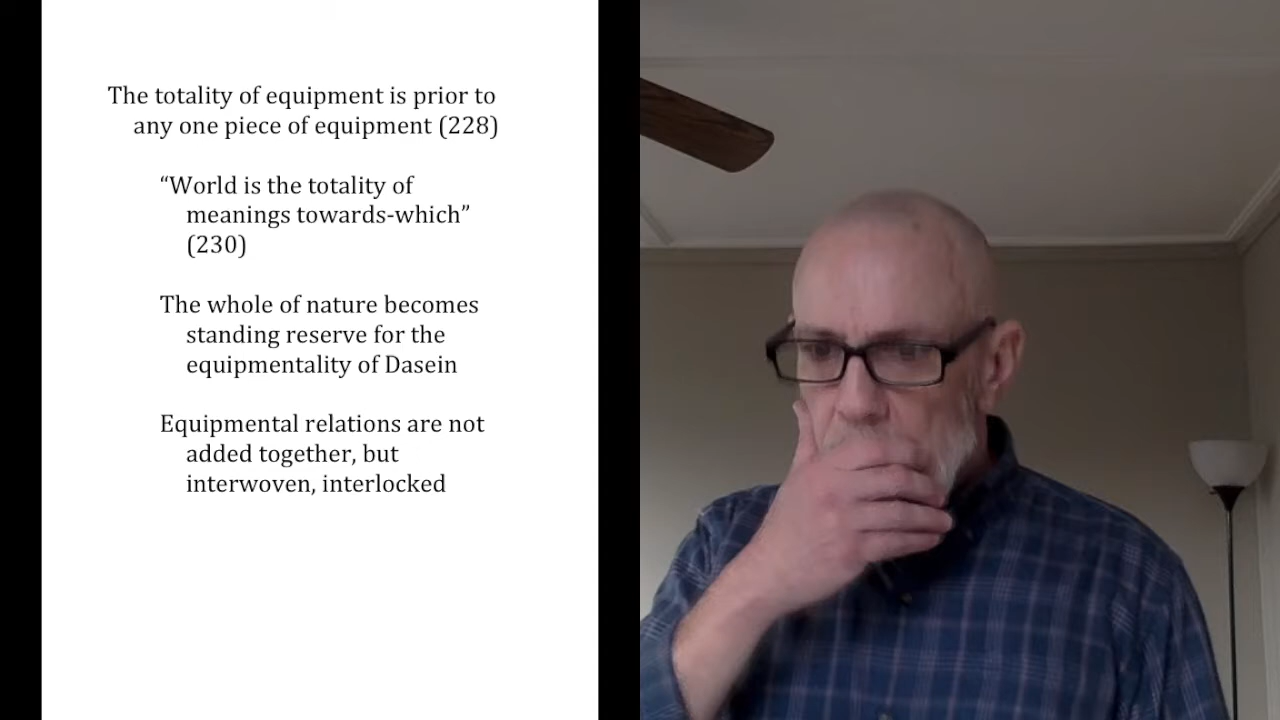 The totality of equipment is prior to
any one piece of equipment (228)
“World is the totality of
meanings towards-which”
(230)
The whole of nature becomes
standing reserve for the
equipmentality of Dasein
Equipmental relations are not
added together, but
interwoven, interlocked